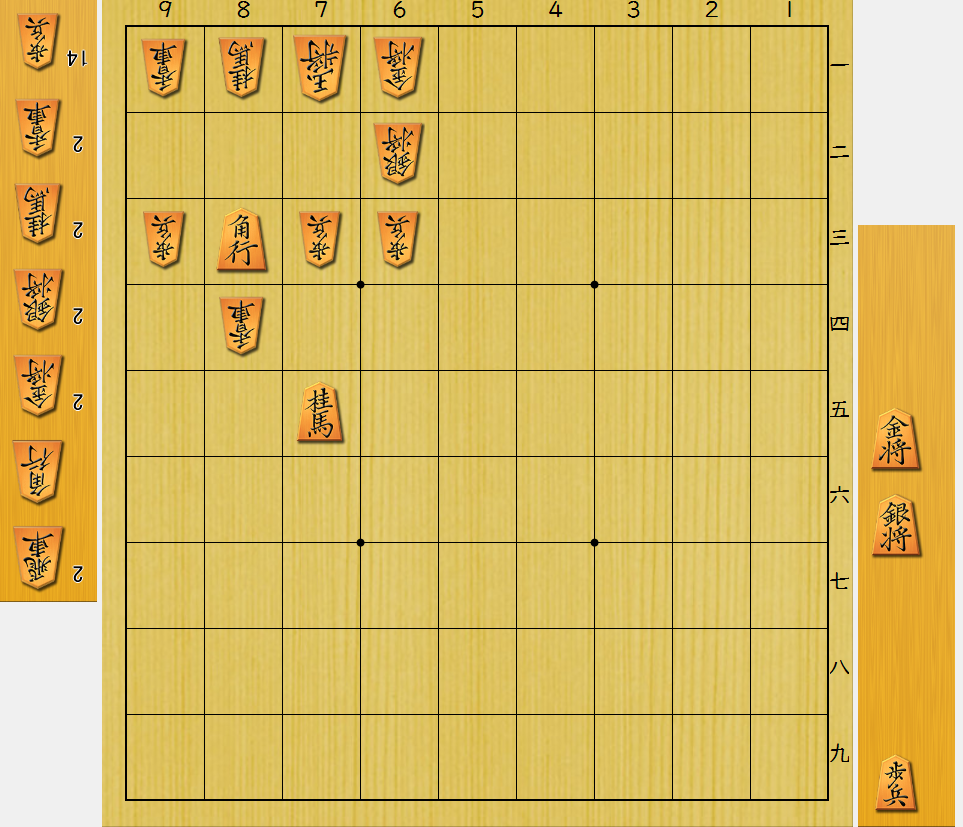 9 8 7 6 5 4 3 2 1
香車 桂馬 玉将 金将 一
銀将 二
歩兵 角行 歩兵 歩兵 三
香車 四
桂馬 五
六
七
八
九
歩兵 14
香車 2
桂馬 2
銀将 2
金将 2
角行
飛車 2
金将
銀将
歩兵